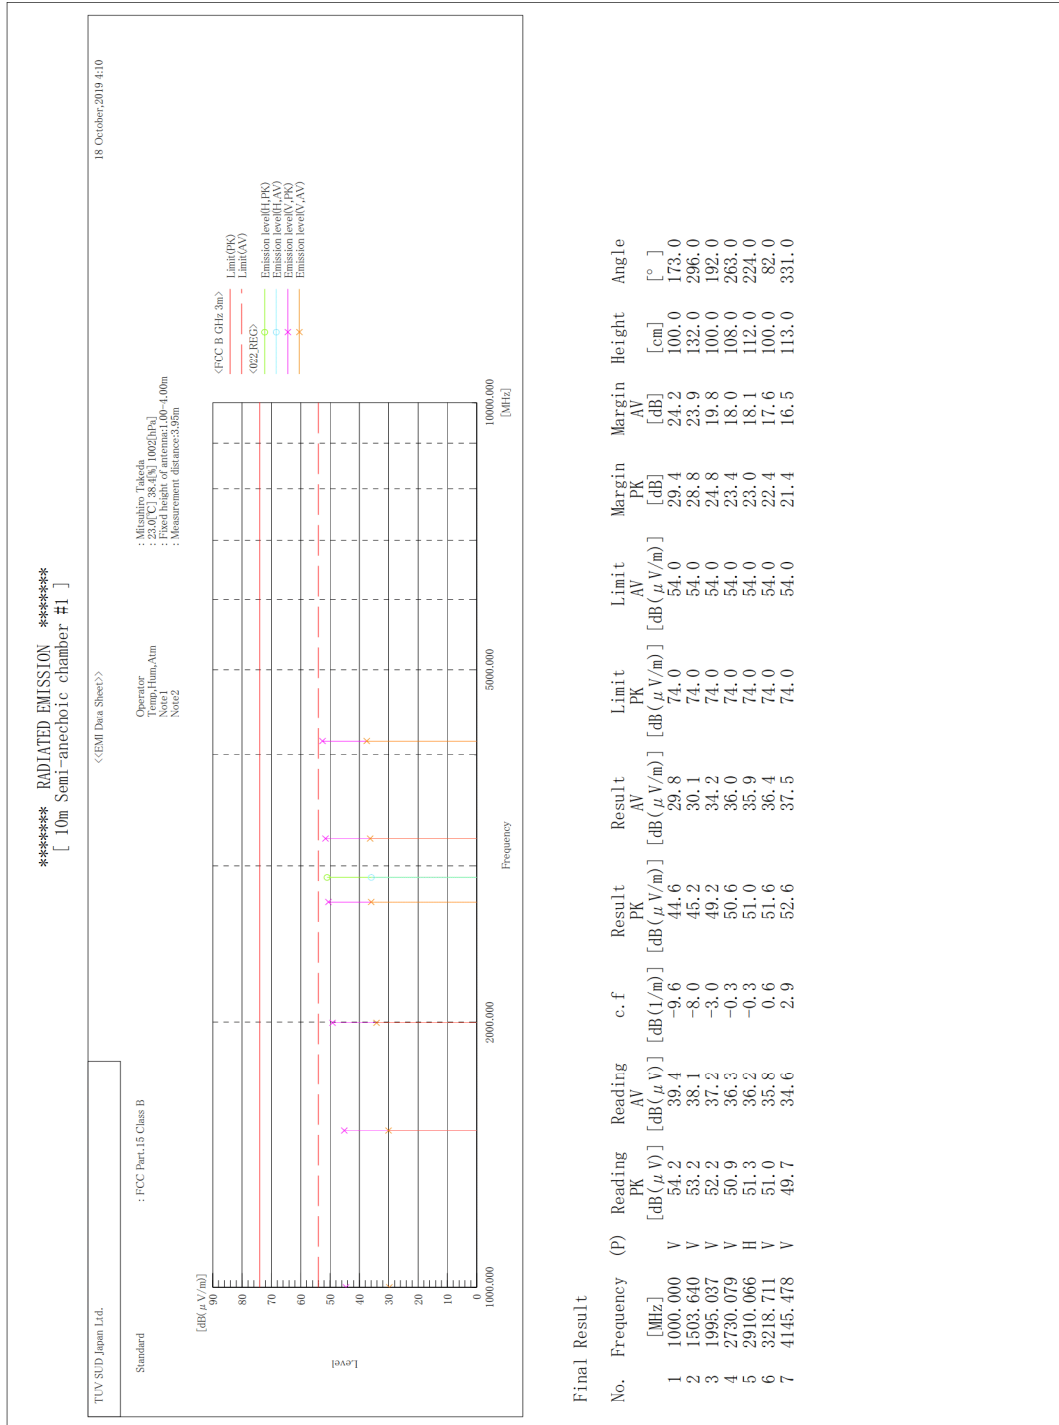 ******* RADIATED EMISSION *******
[ 10m Semi-anechoic chamber #1 ]
TUV SUD Japan Ltd.
<<EMI Data Sheet>>
18 October,2019 4:10
Standard : FCC Part.15 Class B
Operator : Mitsuhiro Takeda
Temp,Hum,Atm : 23.0[℃] 38.4[%] 1002[hPa]
Note1 : Fixed height of antenna:1.00-4.00m
Note2 : Measurement distance:3.95m
<FCC B GHz 3m>
Limit(PK)
Limit(AV)
<022_REG>
Emission level(H,PK)
Emission level(H,AV)
Emission level(V,PK)
Emission level(V,AV)
[dB(μV/m)]
90
80
70
60
50
40
30
20
10
0
Level
1000.000 2000.000 5000.000 10000.000
Frequency [MHz]
Final Result
No. Frequency (P) Reading Reading c.f Result Result Limit Limit Margin Margin Height Angle
PK AV PK AV PK AV PK AV
[MHz] [dB(μV)] [dB(μV)] [dB(1/m)] [dB(μV/m)] [dB(μV/m)] [dB(μV/m)] [dB(μV/m)] [dB] [dB] [cm] [°]
1 1000.000 V 54.2 39.4 -9.6 44.6 29.8 74.0 54.0 29.4 24.2 100.0 173.0
2 1503.640 V 53.2 38.1 -8.0 45.2 30.1 74.0 54.0 28.8 23.9 132.0 296.0
3 1995.037 V 52.2 37.2 -3.0 49.2 34.2 74.0 54.0 24.8 19.8 100.0 192.0
4 2730.079 V 50.9 36.3 -0.3 50.6 36.0 74.0 54.0 23.4 18.0 108.0 263.0
5 2910.066 H 51.3 36.2 -0.3 51.0 35.9 74.0 54.0 23.0 18.1 112.0 224.0
6 3218.711 V 51.0 35.8 0.6 51.6 36.4 74.0 54.0 22.4 17.6 100.0 82.0
7 4145.478 V 49.7 34.6 2.9 52.6 37.5 74.0 54.0 21.4 16.5 113.0 331.0